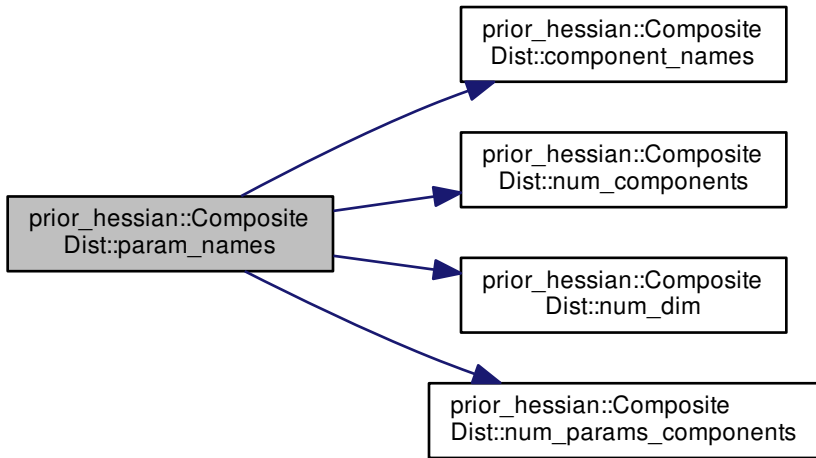 prior_hessian::Composite
Dist::component_names
prior_hessian::Composite
Dist::num_components
prior_hessian::Composite
Dist::param_names
prior_hessian::Composite
Dist::num_dim
prior_hessian::Composite
Dist::num_params_components